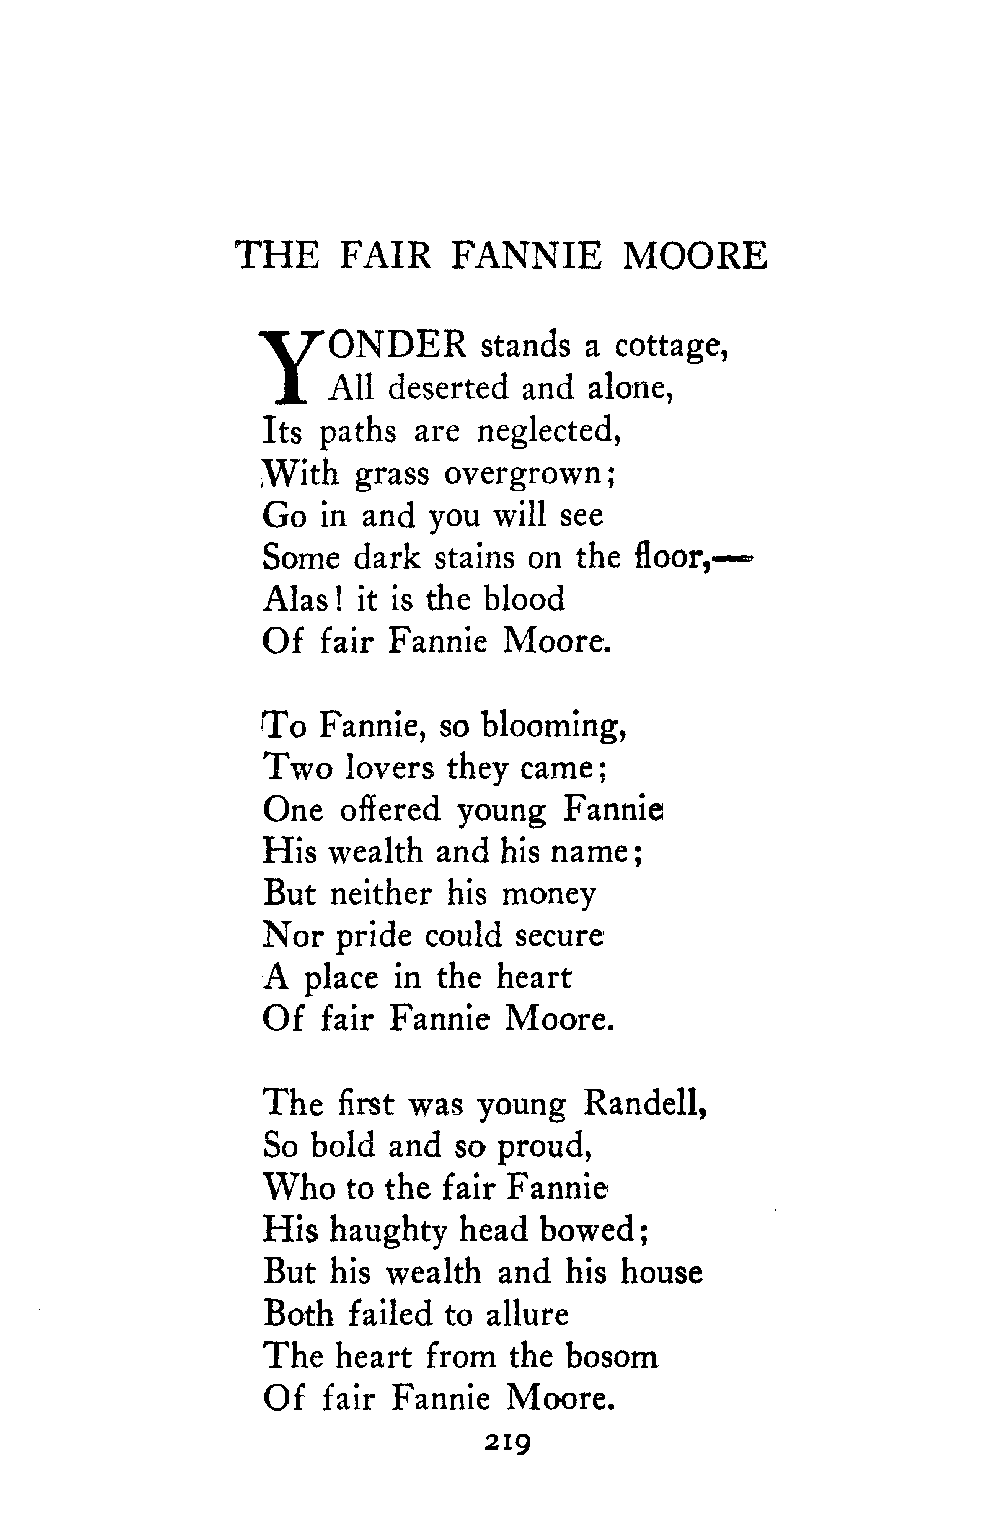 THE FAIR FANNIE MOORE
YONDER stands a cottage,
All deserted and alone,
Its paths are neglected,
With grass overgrown;
Go in and you will see
Some dark stains on the floor,—
Alas! it is the blood
Of fair Fannie Moore.
To Fannie, so blooming,
Two lovers they came;
One offered young Fannie
His wealth and his name;
But neither his money
Nor pride could secure
A place in the heart
Of fair Fannie Moore.
The first was young Randell,
So bold and so proud,
Who to the fair Fannie
His haughty head bowed;
But his wealth and his house
Both failed to allure
The heart from the bosom
Of fair Fannie Moore.
219